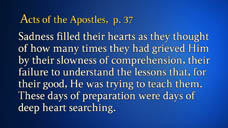 Acts of the Apostles, p. 37
Sadness filled their hearts as they thought
of how many times they had grieved Him
by their slowness of comprehension, their
failure to understand the lessons that, for
their good, He was trying to teach them.
These days of preparation were days of
deep heart searching.